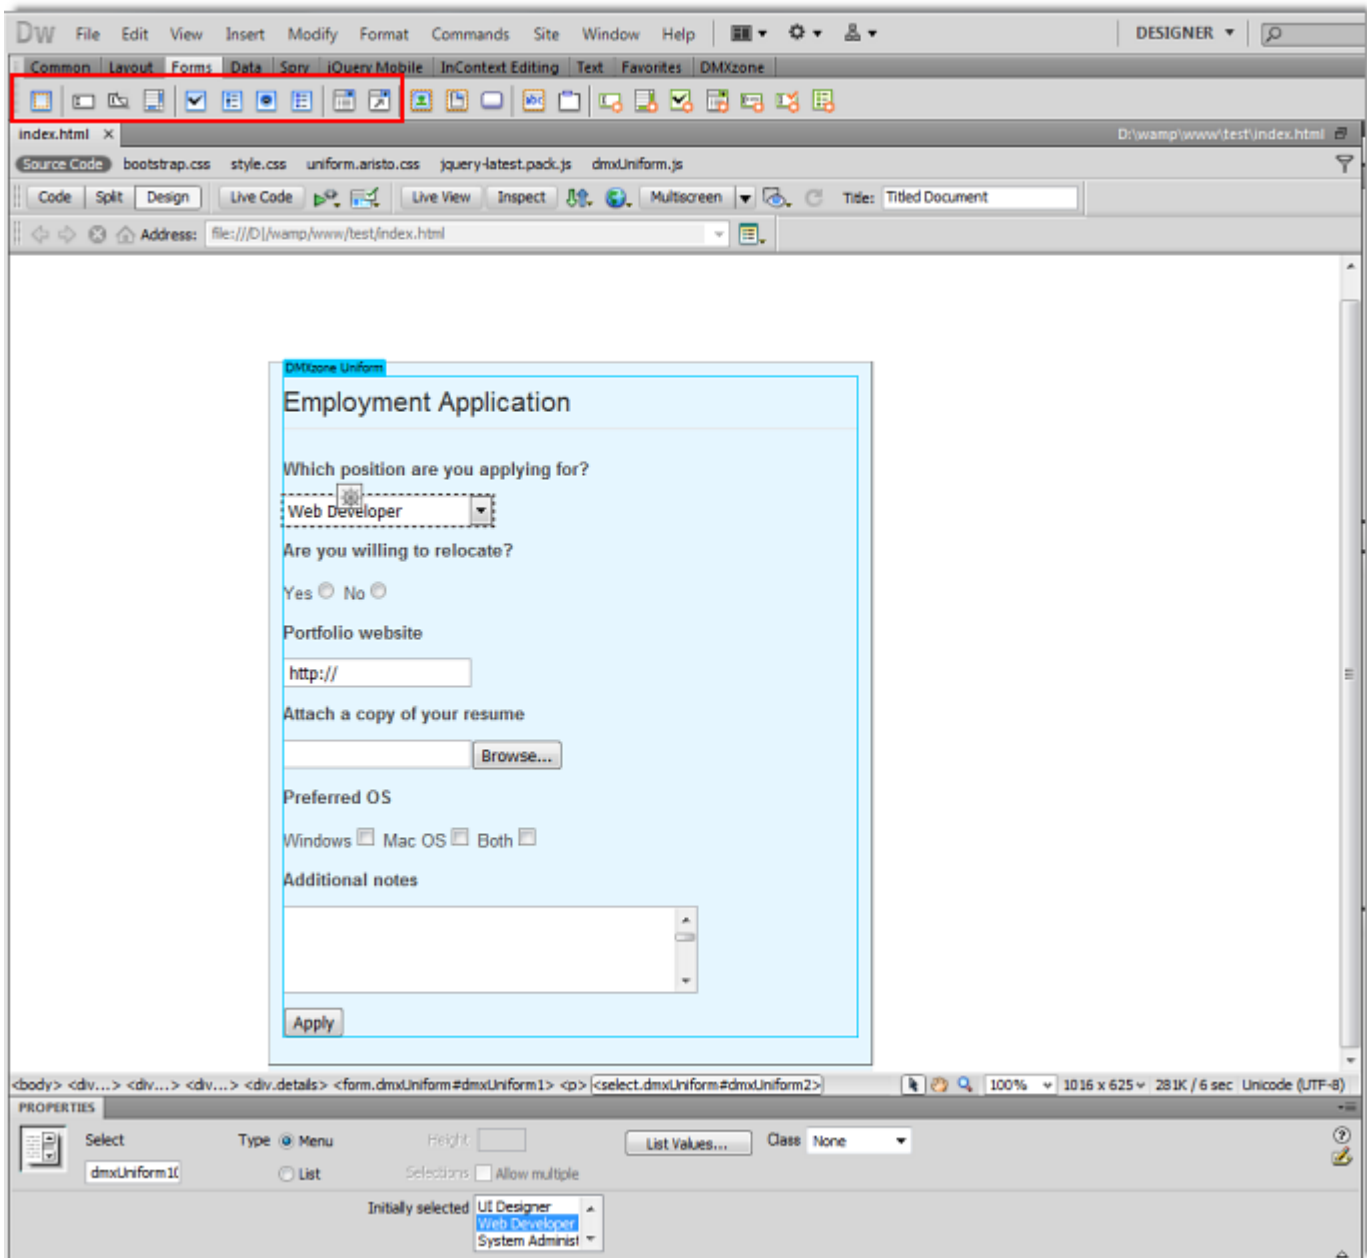 DW File Edit View Insert Modify Format Commands Site Window Help DESIGNER
Common Layout Forms Data Spry jQuery Mobile InContext Editing Text Favorites DMXzone
abc
index.html × D:\wamp\www\test\index.html
Source Code bootstrap.css style.css uniform.aristo.css jquery-latest.pack.js dmxUniform.js
Code Split Design Live Code Live View Inspect Multiscreen Title: Titled Document
Address: file:///D|/wamp/www/test/index.html
DMXzone Uniform
Employment Application
Which position are you applying for?
Web Developer
Are you willing to relocate?
Yes No
Portfolio website
http://
Attach a copy of your resume
Browse...
Preferred OS
Windows Mac OS Both
Additional notes
Apply
<body> <div...> <div...> <div...> <div.details> <form.dmxUniform#dmxUniform1> <p> <select.dmxUniform#dmxUniform2> 100% 1016 x 625 281K / 6 sec Unicode (UTF-8)
PROPERTIES
Select Type Menu Height List Values... Class None
dmxUniform10 List Selections Allow multiple
Initially selected UI Designer
Web Developer
System Administ